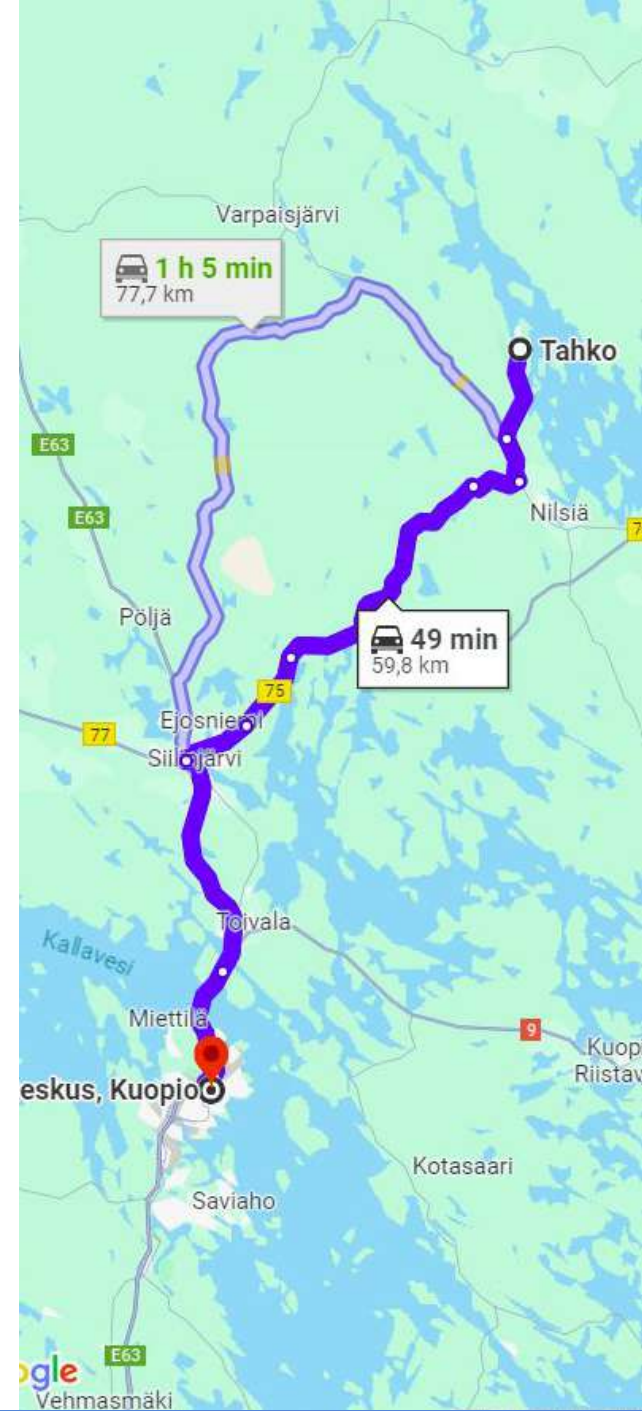 Varpaisjärvi
1 h 5 min
77,7 km
Tahko
E63
E63
Nilsiä
7
Pöljä
49 min
59,8 km
75
Ejosniemi
77
Siilinjärvi
Toivala
Kallavesi
Miettilä
9
Kuop
Riistav
eskus, Kuopio
Kotasaari
Saviaho
E63
ogle
Vehmasmäki